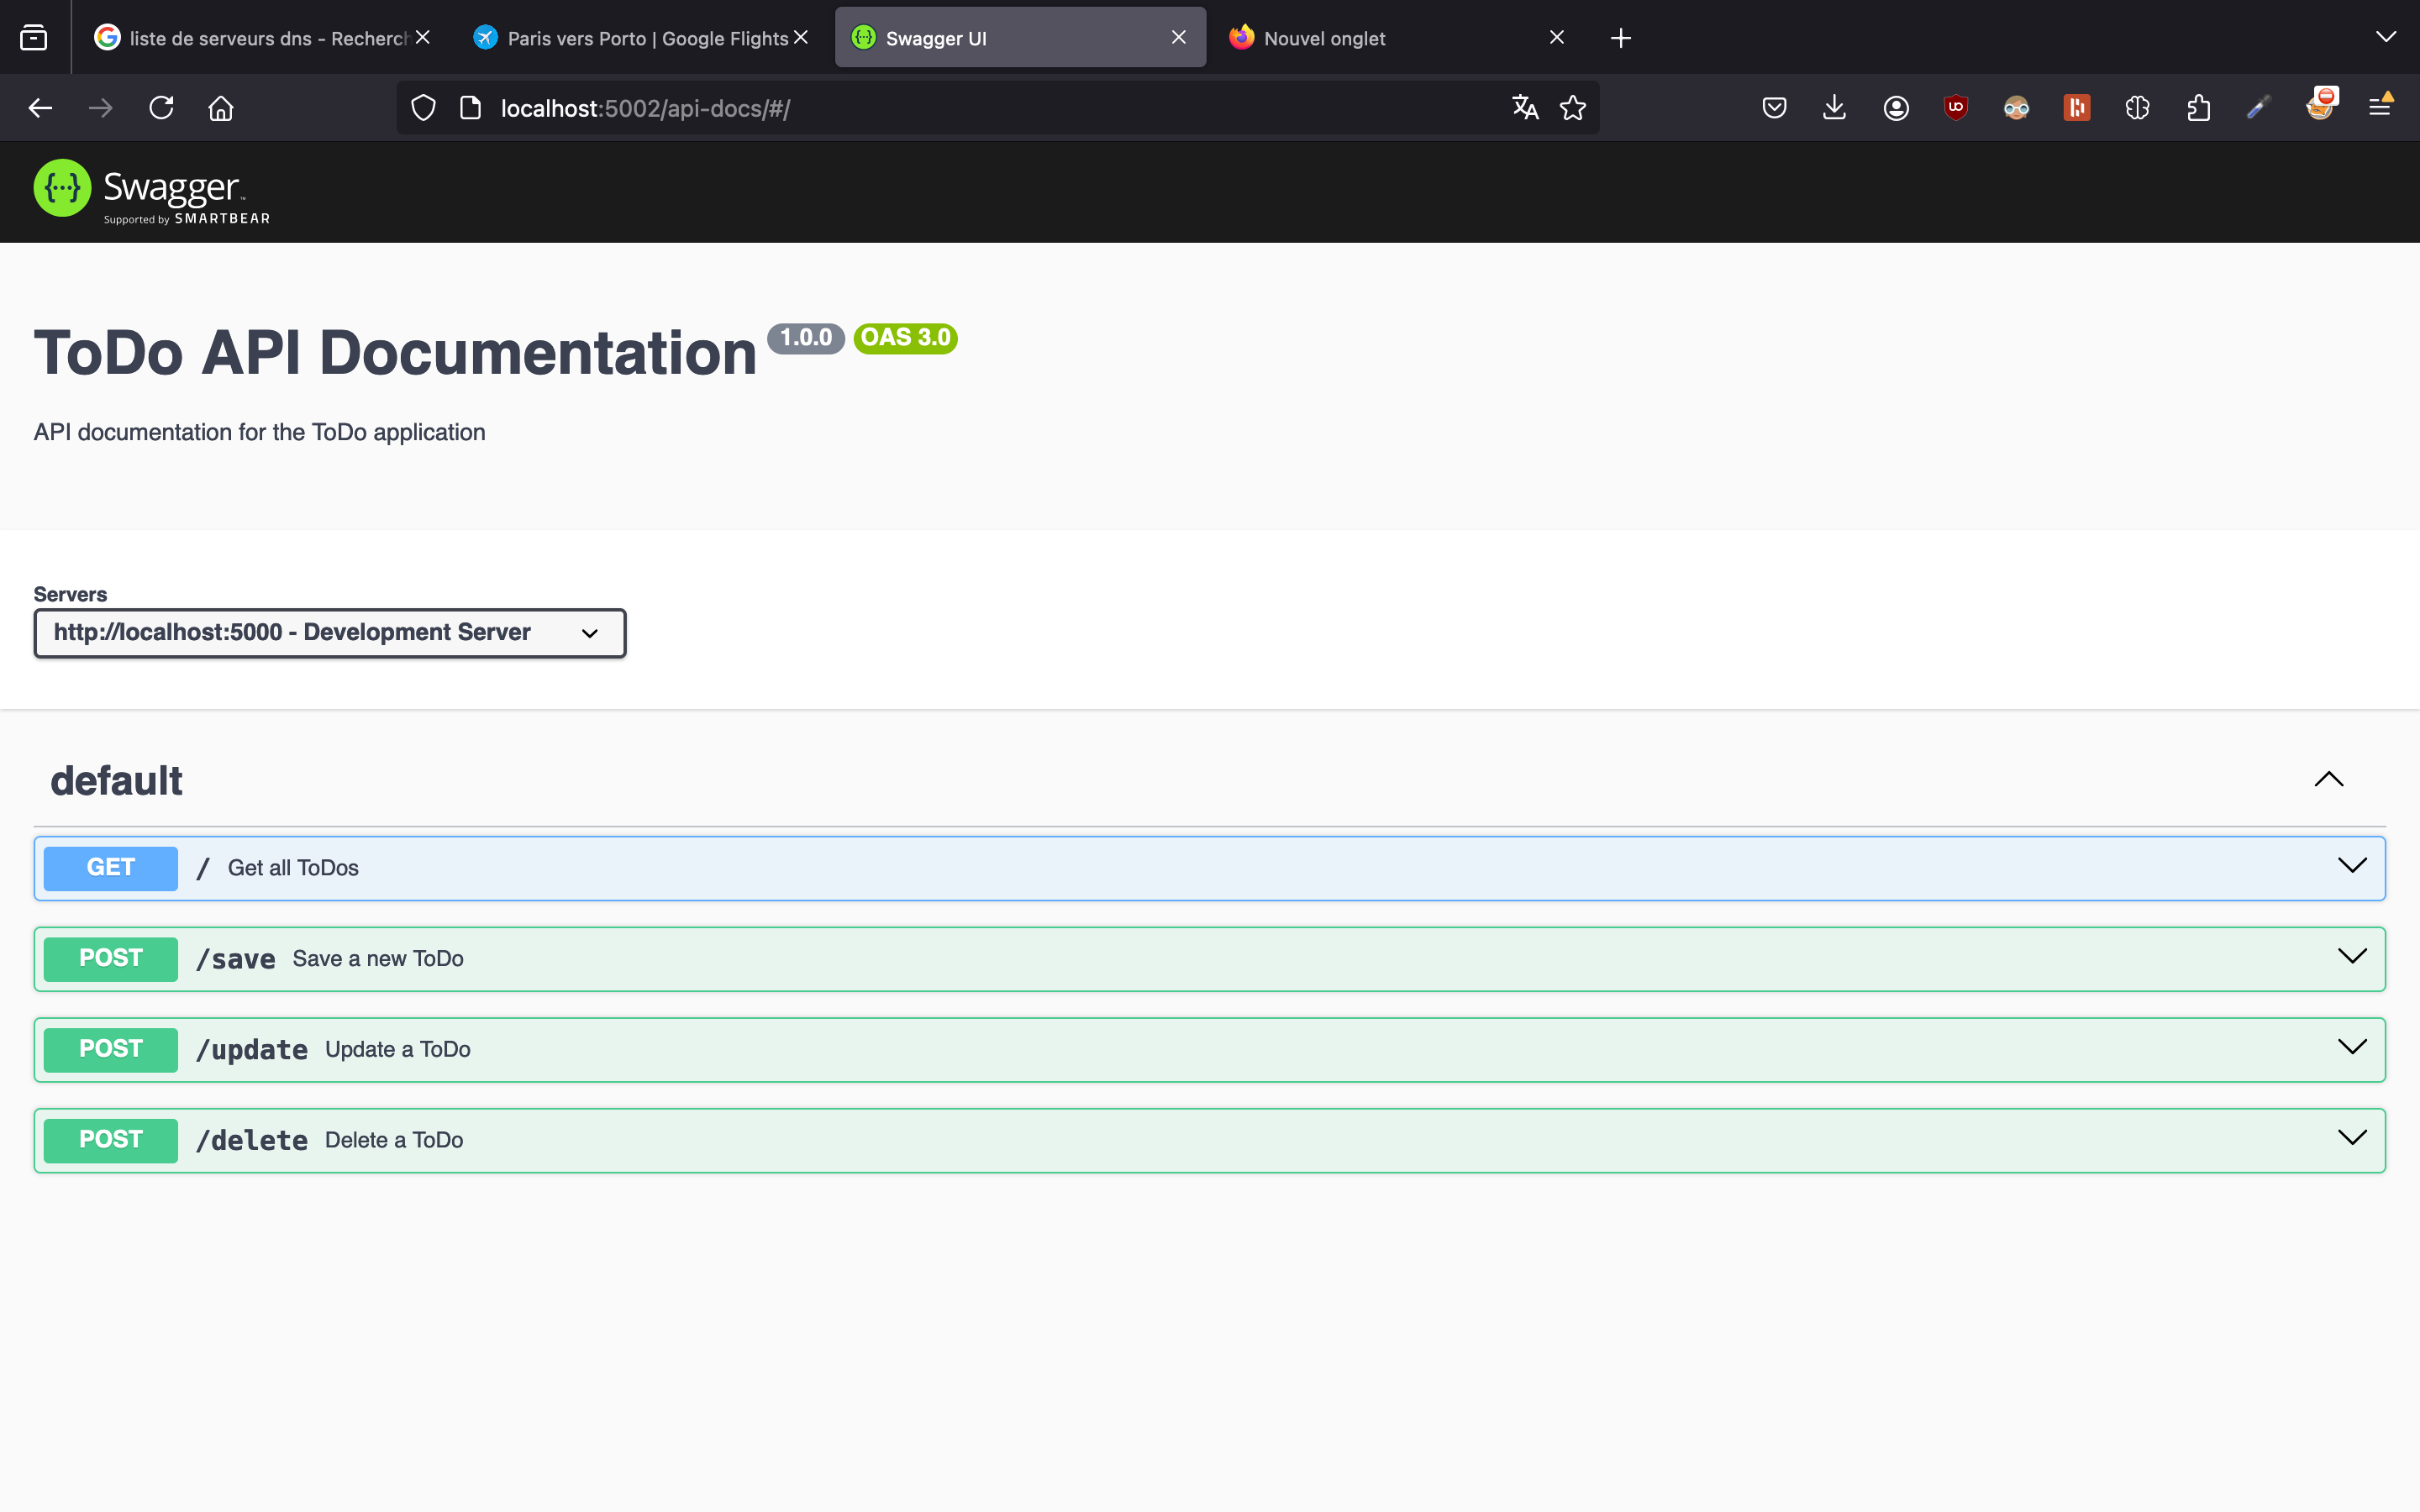 liste de serveurs dns - Recherch
Paris vers Porto | Google Flights
Swagger UI
Nouvel onglet
localhost:5002/api-docs/#/
Swagger™
Supported by SMARTBEAR
ToDo API Documentation 1.0.0 OAS 3.0
API documentation for the ToDo application
Servers
http://localhost:5000 - Development Server
default
GET / Get all ToDos
POST /save Save a new ToDo
POST /update Update a ToDo
POST /delete Delete a ToDo